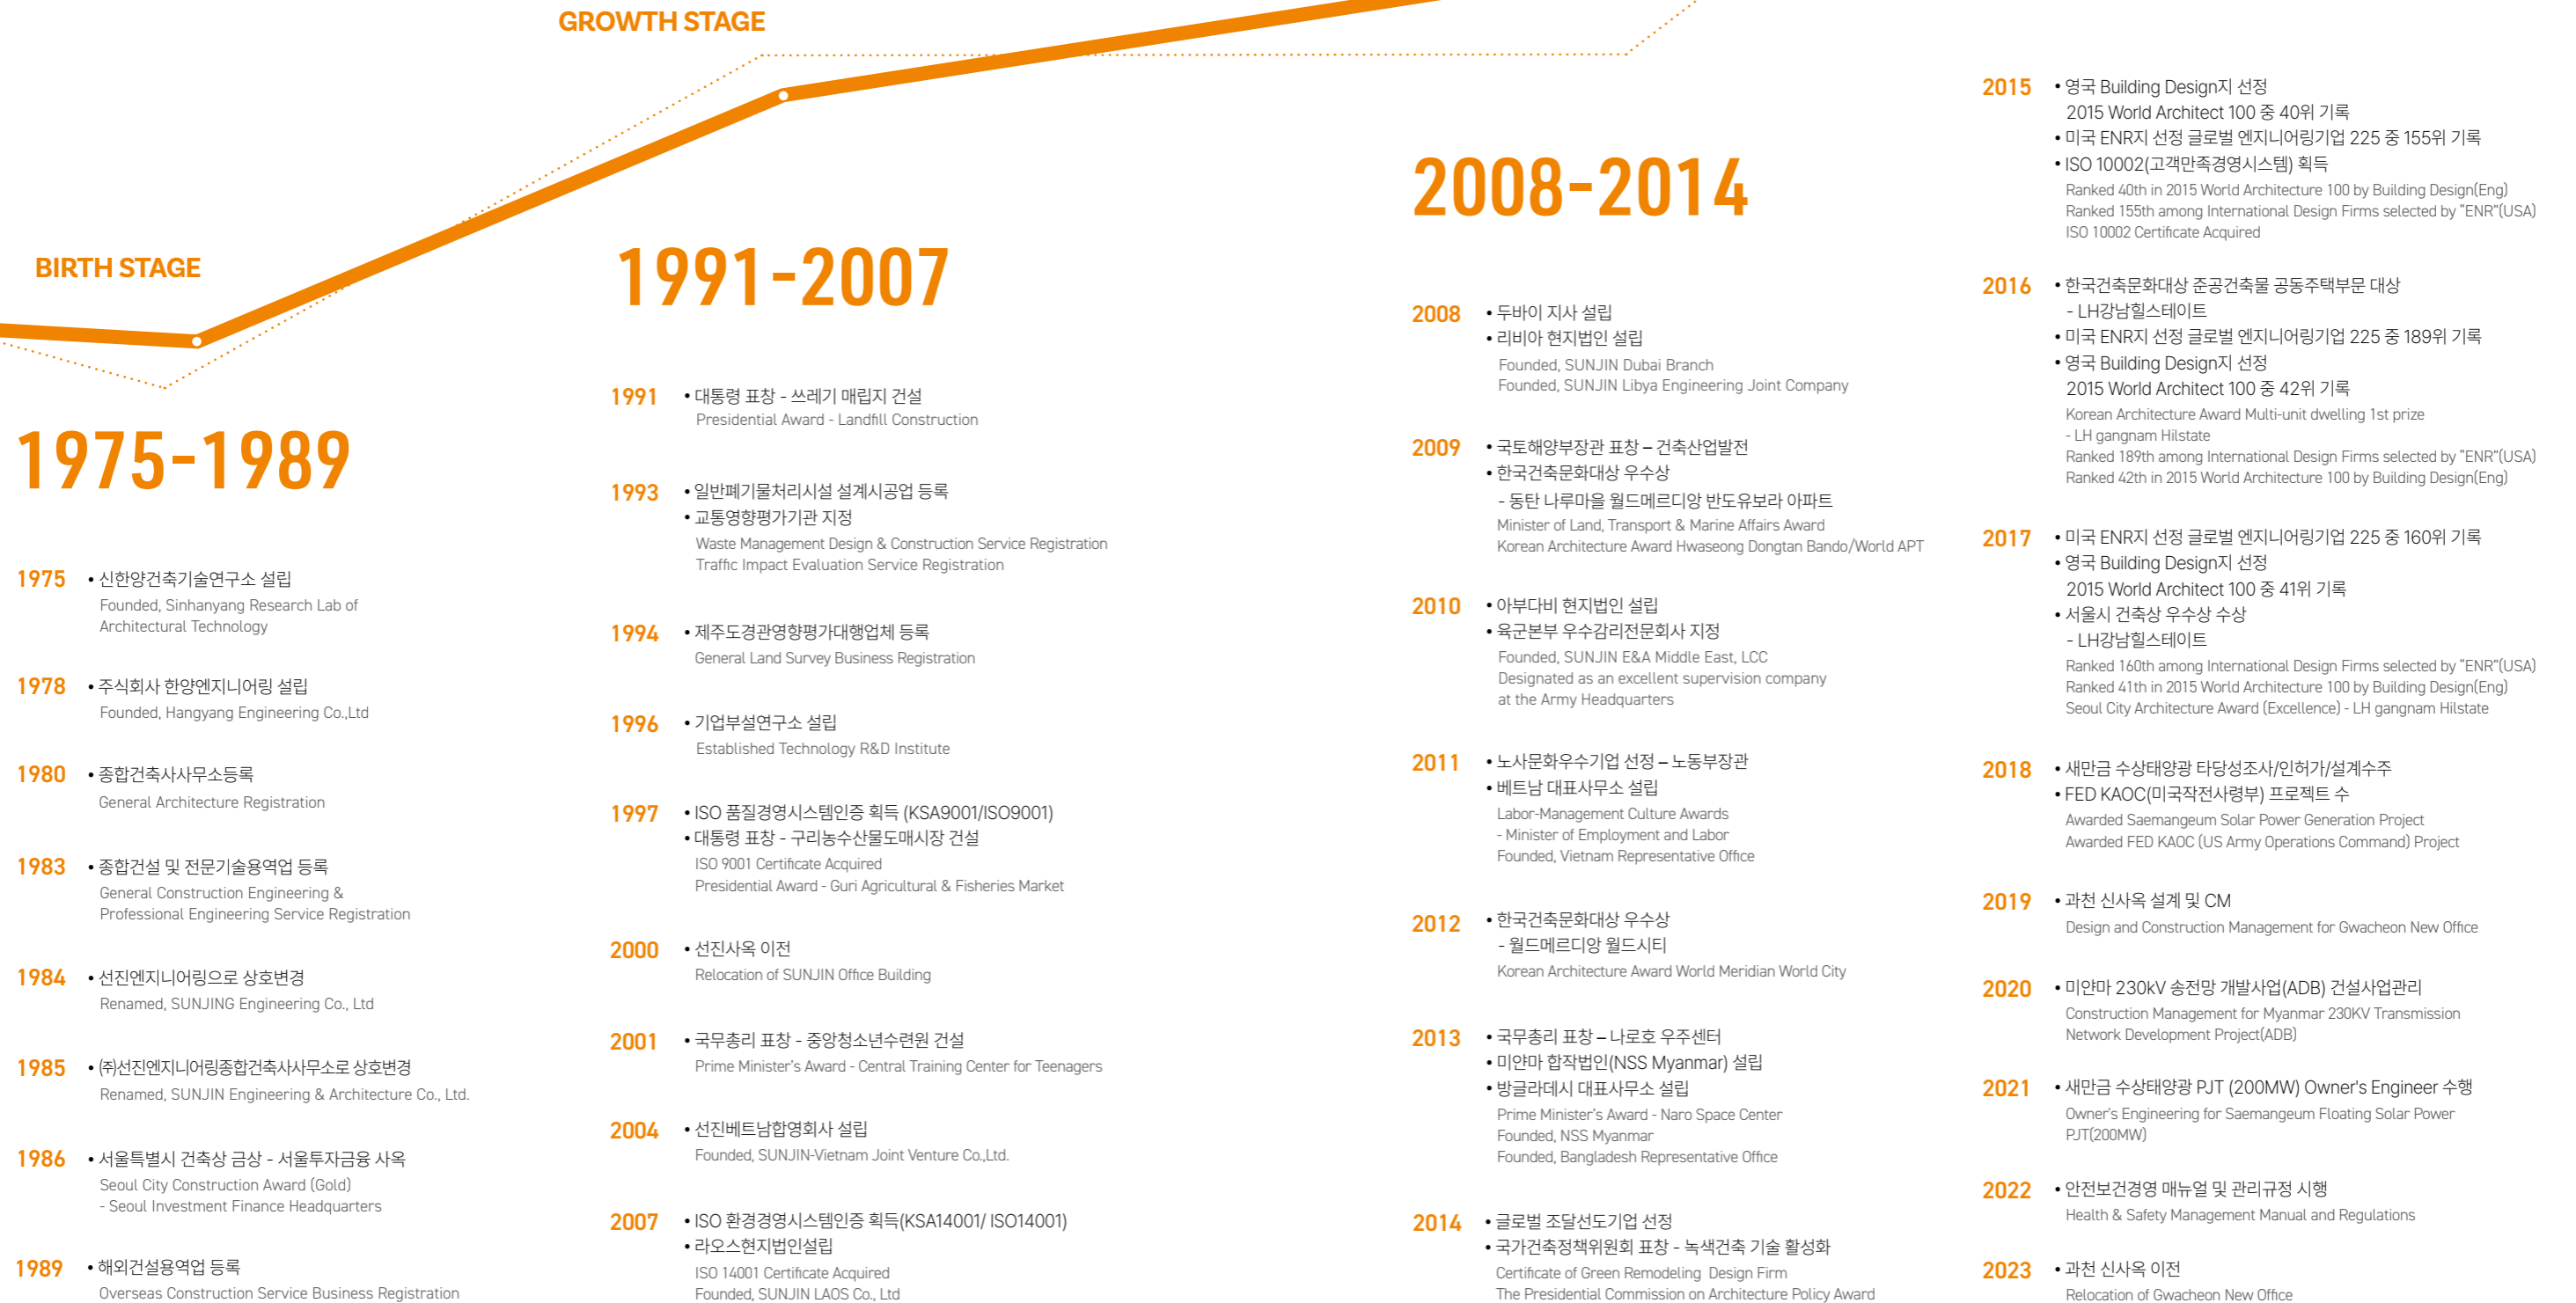 GROWTH STAGE
BIRTH STAGE
1975-1989
1975
• 신한양건축기술연구소 설립
Founded, Sinhanyang Research Lab of
Architectural Technology
1978
• 주식회사 한양엔지니어링 설립
Founded, Hangyang Engineering Co.,Ltd
1980
• 종합건축사사무소등록
General Architecture Registration
1983
• 종합건설 및 전문기술용역업 등록
General Construction Engineering &
Professional Engineering Service Registration
1984
• 선진엔지니어링으로 상호변경
Renamed, SUNJING Engineering Co., Ltd
1985
• ㈜선진엔지니어링종합건축사사무소로 상호변경
Renamed, SUNJIN Engineering & Architecture Co., Ltd.
1986
• 서울특별시 건축상 금상 - 서울투자금융 사옥
Seoul City Construction Award (Gold)
- Seoul Investment Finance Headquarters
1989
• 해외건설용역업 등록
Overseas Construction Service Business Registration
1991-2007
1991
• 대통령 표창 - 쓰레기 매립지 건설
Presidential Award - Landfill Construction
1993
• 일반폐기물처리시설 설계시공업 등록
• 교통영향평가기관 지정
Waste Management Design & Construction Service Registration
Traffic Impact Evaluation Service Registration
1994
• 제주도경관영향평가대행업체 등록
General Land Survey Business Registration
1996
• 기업부설연구소 설립
Established Technology R&D Institute
1997
• ISO 품질경영시스템인증 획득 (KSA9001/ISO9001)
• 대통령 표창 - 구리농수산물도매시장 건설
ISO 9001 Certificate Acquired
Presidential Award - Guri Agricultural & Fisheries Market
2000
• 선진사옥 이전
Relocation of SUNJIN Office Building
2001
• 국무총리 표창 - 중앙청소년수련원 건설
Prime Minister's Award - Central Training Center for Teenagers
2004
• 선진베트남합영회사 설립
Founded, SUNJIN-Vietnam Joint Venture Co.,Ltd.
2007
• ISO 환경경영시스템인증 획득(KSA14001/ ISO14001)
• 라오스현지법인설립
ISO 14001 Certificate Acquired
Founded, SUNJIN LAOS Co., Ltd
2008-2014
2008
• 두바이 지사 설립
• 리비아 현지법인 설립
Founded, SUNJIN Dubai Branch
Founded, SUNJIN Libya Engineering Joint Company
2009
• 국토해양부장관 표창 – 건축산업발전
• 한국건축문화대상 우수상
- 동탄 나루마을 월드메르디앙 반도유보라 아파트
Minister of Land, Transport & Marine Affairs Award
Korean Architecture Award Hwaseong Dongtan Bando/World APT
2010
• 아부다비 현지법인 설립
• 육군본부 우수감리전문회사 지정
Founded, SUNJIN E&A Middle East, LCC
Designated as an excellent supervision company
at the Army Headquarters
2011
• 노사문화우수기업 선정 – 노동부장관
• 베트남 대표사무소 설립
Labor-Management Culture Awards
- Minister of Employment and Labor
Founded, Vietnam Representative Office
2012
• 한국건축문화대상 우수상
- 월드메르디앙 월드시티
Korean Architecture Award World Meridian World City
2013
• 국무총리 표창 – 나로호 우주센터
• 미얀마 합작법인(NSS Myanmar) 설립
• 방글라데시 대표사무소 설립
Prime Minister's Award - Naro Space Center
Founded, NSS Myanmar
Founded, Bangladesh Representative Office
2014
• 글로벌 조달선도기업 선정
• 국가건축정책위원회 표창 - 녹색건축 기술 활성화
Certificate of Green Remodeling Design Firm
The Presidential Commission on Architecture Policy Award
2015
• 영국 Building Design지 선정
2015 World Architect 100 중 40위 기록
• 미국 ENR지 선정 글로벌 엔지니어링기업 225 중 155위 기록
• ISO 10002(고객만족경영시스템) 획득
Ranked 40th in 2015 World Architecture 100 by Building Design(Eng)
Ranked 155th among International Design Firms selected by "ENR"(USA)
ISO 10002 Certificate Acquired
2016
• 한국건축문화대상 준공건축물 공동주택부문 대상
- LH강남힐스테이트
• 미국 ENR지 선정 글로벌 엔지니어링기업 225 중 189위 기록
• 영국 Building Design지 선정
2015 World Architect 100 중 42위 기록
Korean Architecture Award Multi-unit dwelling 1st prize
- LH gangnam Hilstate
Ranked 189th among International Design Firms selected by "ENR"(USA)
Ranked 42th in 2015 World Architecture 100 by Building Design(Eng)
2017
• 미국 ENR지 선정 글로벌 엔지니어링기업 225 중 160위 기록
• 영국 Building Design지 선정
2015 World Architect 100 중 41위 기록
• 서울시 건축상 우수상 수상
- LH강남힐스테이트
Ranked 160th among International Design Firms selected by "ENR"(USA)
Ranked 41th in 2015 World Architecture 100 by Building Design(Eng)
Seoul City Architecture Award (Excellence) - LH gangnam Hilstate
2018
• 새만금 수상태양광 타당성조사/인허가/설계수주
• FED KAOC(미국작전사령부) 프로젝트 수
Awarded Saemangeum Solar Power Generation Project
Awarded FED KAOC (US Army Operations Command) Project
2019
• 과천 신사옥 설계 및 CM
Design and Construction Management for Gwacheon New Office
2020
• 미얀마 230kV 송전망 개발사업(ADB) 건설사업관리
Construction Management for Myanmar 230KV Transmission
Network Development Project(ADB)
2021
• 새만금 수상태양광 PJT (200MW) Owner's Engineer 수행
Owner's Engineering for Saemangeum Floating Solar Power
PJT(200MW)
2022
• 안전보건경영 매뉴얼 및 관리규정 시행
Health & Safety Management Manual and Regulations
2023
• 과천 신사옥 이전
Relocation of Gwacheon New Office